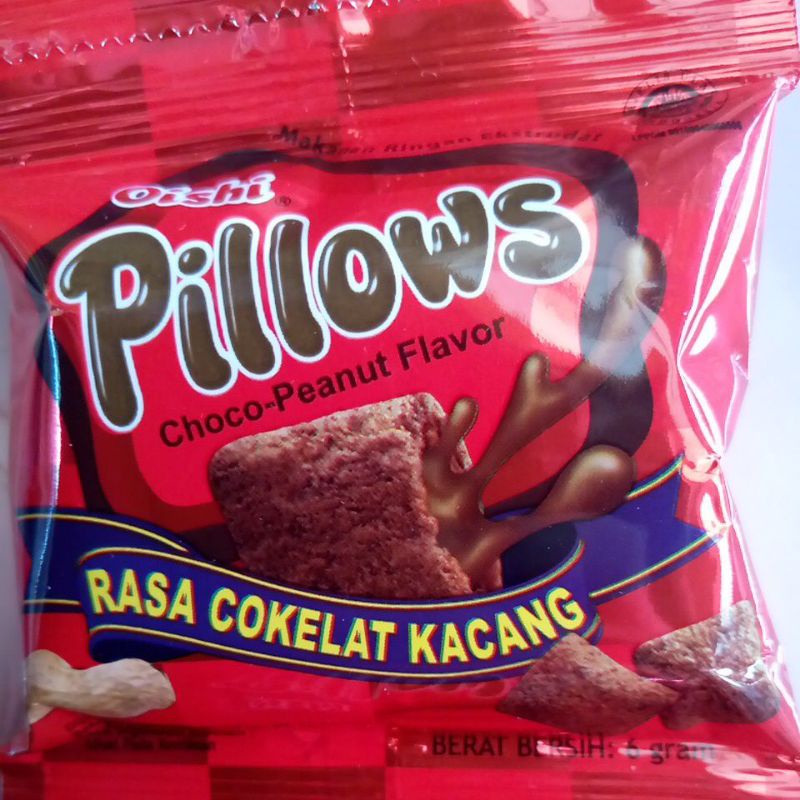 Makanan Ringan Ekstrudat
Oishi®
Pillows
Choco-Peanut Flavor
RASA COKELAT KACANG
BERAT BERSIH: 6 gram